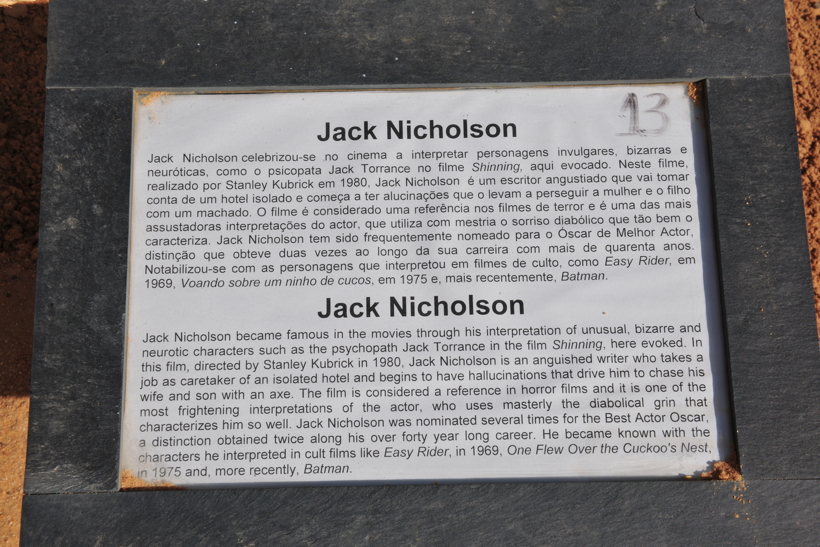 13
Jack Nicholson
Jack Nicholson celebrizou-se no cinema a interpretar personagens invulgares, bizarras e
neuróticas, como o psicopata Jack Torrance no filme Shinning, aqui evocado. Neste filme,
realizado por Stanley Kubrick em 1980, Jack Nicholson é um escritor angustiado que vai tomar
conta de um hotel isolado e começa a ter alucinações que o levam a perseguir a mulher e o filho
com um machado. O filme é considerado uma referência nos filmes de terror e é uma das mais
assustadoras interpretações do actor, que utiliza com mestria o sorriso diabólico que tão bem o
caracteriza. Jack Nicholson tem sido frequentemente nomeado para o Óscar de Melhor Actor,
distinção que obteve duas vezes ao longo da sua carreira com mais de quarenta anos.
Notabilizou-se com as personagens que interpretou em filmes de culto, como Easy Rider, em
1969, Voando sobre um ninho de cucos, em 1975 e, mais recentemente, Batman.
Jack Nicholson
Jack Nicholson became famous in the movies through his interpretation of unusual, bizarre and
neurotic characters such as the psychopath Jack Torrance in the film Shinning, here evoked. In
this film, directed by Stanley Kubrick in 1980, Jack Nicholson is an anguished writer who takes a
job as caretaker of an isolated hotel and begins to have hallucinations that drive him to chase his
wife and son with an axe. The film is considered a reference in horror films and it is one of the
most frightening interpretations of the actor, who uses masterly the diabolical grin that
characterizes him so well. Jack Nicholson was nominated several times for the Best Actor Oscar,
a distinction obtained twice along his over forty year long career. He became known with the
characters he interpreted in cult films like Easy Rider, in 1969, One Flew Over the Cuckoo's Nest,
in 1975 and, more recently, Batman.